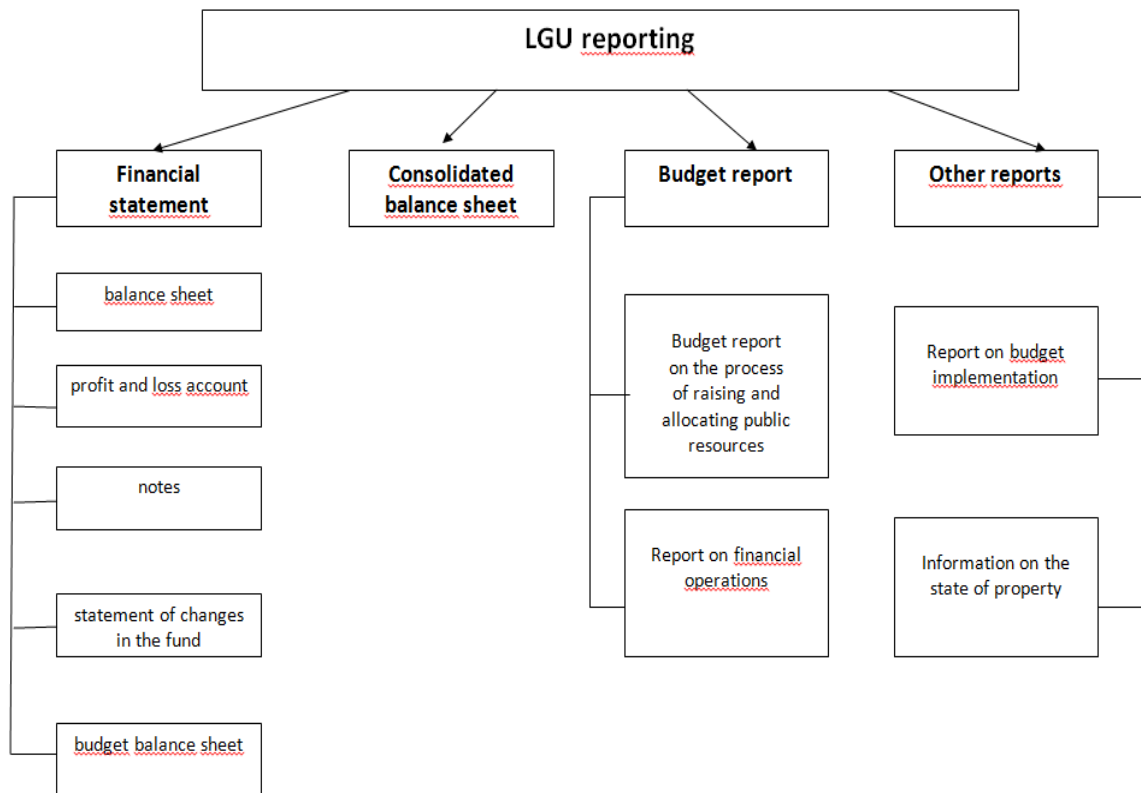 LGU reporting
Financial
statement
Consolidated
balance sheet
Budget report
Other reports
balance sheet
profit and loss account
notes
statement of changes
in the fund
budget balance sheet
Budget report
on the process
of raising and
allocating public
resources
Report on financial
operations
Report on budget
implementation
Information on the
state of property